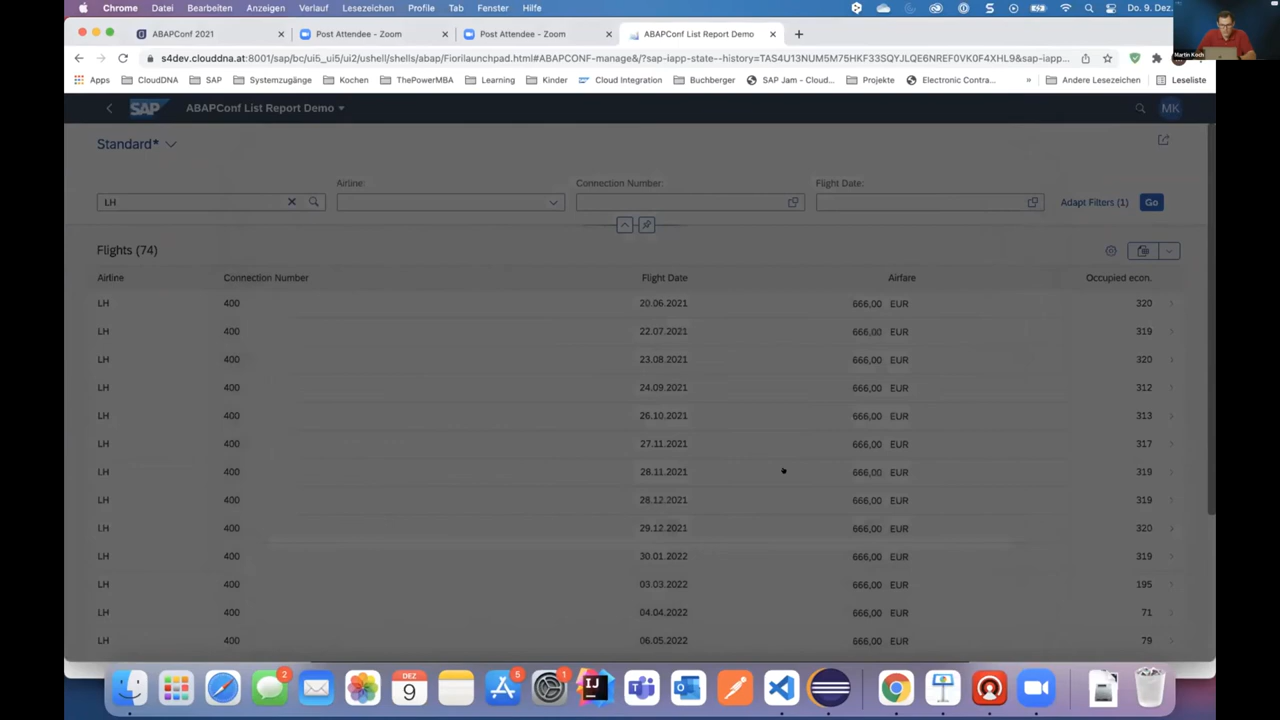 Chrome Datei Bearbeiten Anzeigen Verlauf Lesezeichen Profile Tab Fenster Hilfe Do. 9. Dez.
Martin Koch
ABAPConf 2021 Post Attendee - Zoom Post Attendee - Zoom ABAPConf List Report Demo
s4dev.clouddna.at:8001/sap/bc/ui5_ui5/ui2/ushell/shells/abap/Fiorilaunchpad.html#ABAPCONF-manage&/?sap-iapp-state--history=TAS4U13NUM5M75HKF33SQYJLQE6NREF0VK0F4XHL9&sap-iapp...
Apps CloudDNA SAP Systemzugänge Kochen ThePowerMBA Learning Kinder Cloud Integration Buchberger SAP Jam - Cloud... Projekte Electronic Contra... » Andere Lesezeichen Leseliste
SAP ABAPConf List Report Demo MK
Standard*
Airline: Connection Number: Flight Date:
LH Adapt Filters (1) Go
Flights (74)
Airline Connection Number Flight Date Airfare Occupied econ.
LH 400 20.06.2021 666,00 EUR 320
LH 400 22.07.2021 666,00 EUR 319
LH 400 23.08.2021 666,00 EUR 320
LH 400 24.09.2021 666,00 EUR 312
LH 400 26.10.2021 666,00 EUR 313
LH 400 27.11.2021 666,00 EUR 317
LH 400 28.11.2021 666,00 EUR 319
LH 400 28.12.2021 666,00 EUR 319
LH 400 29.12.2021 666,00 EUR 320
LH 400 30.01.2022 666,00 EUR 319
LH 400 03.03.2022 666,00 EUR 195
LH 400 04.04.2022 666,00 EUR 71
LH 400 06.05.2022 666,00 EUR 79
2 DEZ 9 5 1 IJ